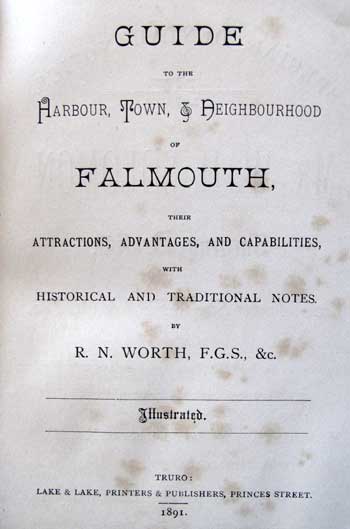 GUIDE
TO THE
HARBOUR, TOWN, & NEIGHBOURHOOD
OF
FALMOUTH,
THEIR
ATTRACTIONS, ADVANTAGES, AND CAPABILITIES,
WITH
HISTORICAL AND TRADITIONAL NOTES.
BY
R. N. WORTH, F.G.S., &c.
Illustrated.
TRURO:
LAKE & LAKE, PRINTERS & PUBLISHERS, PRINCES STREET.
1891.